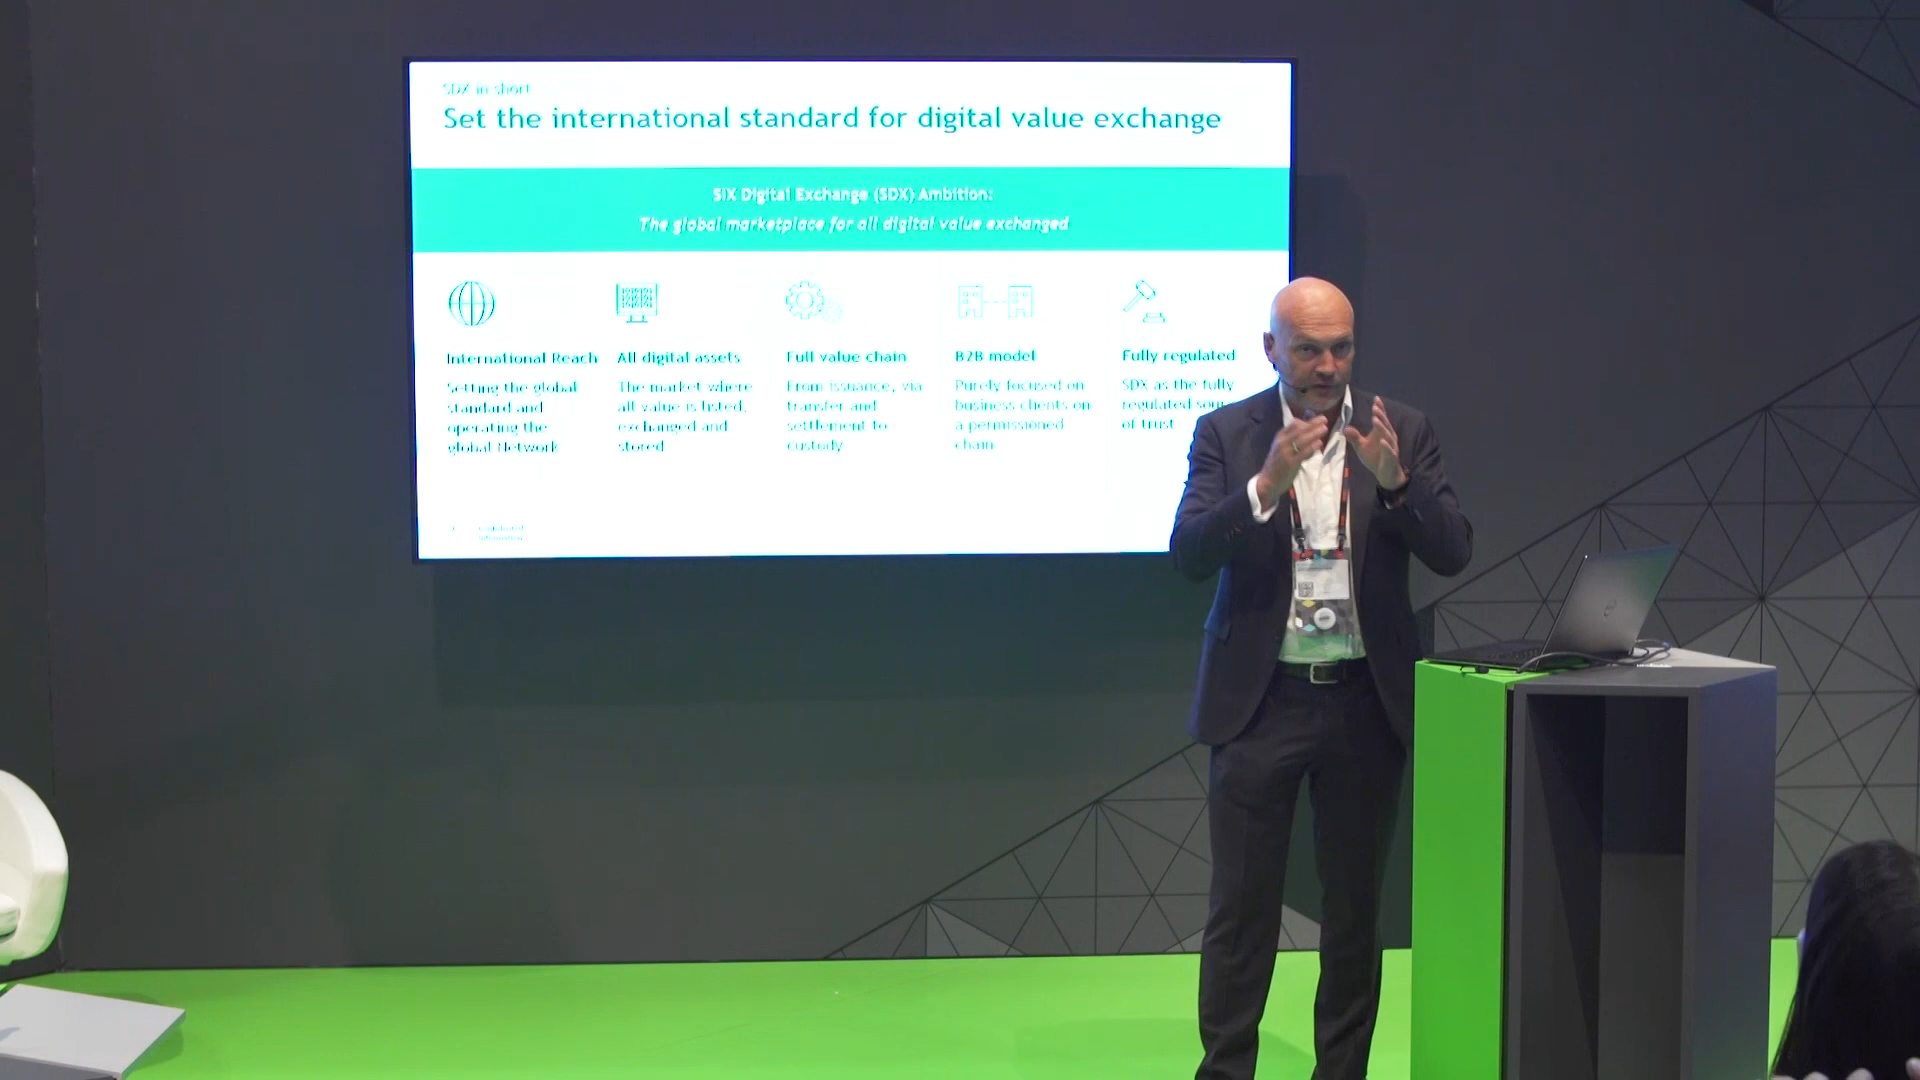 SDX in short
Set the international standard for digital value exchange
SIX Digital Exchange (SDX) Ambition:
The global marketplace for all digital value exchanged
International Reach
Setting the global
standard and
operating the
global Network
All digital assets
The market where
all value is listed,
exchanged and
stored
Full value chain
From issuance, via
transfer and
settlement to
custody
B2B model
Purely focused on
business clients on
a permissioned
chain
Fully regulated
SDX as the fully
regulated
of trust